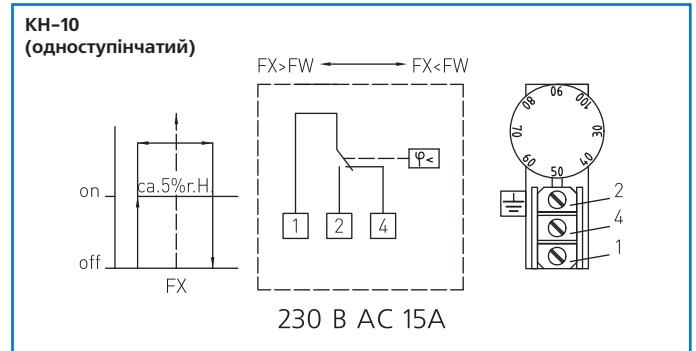 КН-10
(одноступінчатий)
FX>FW FX<FW
on
ca.5%r.H.
off
FX
1 2 4
φ <
230 В AC 15A
90
80 100
70 30
60 40
50
2
4
1